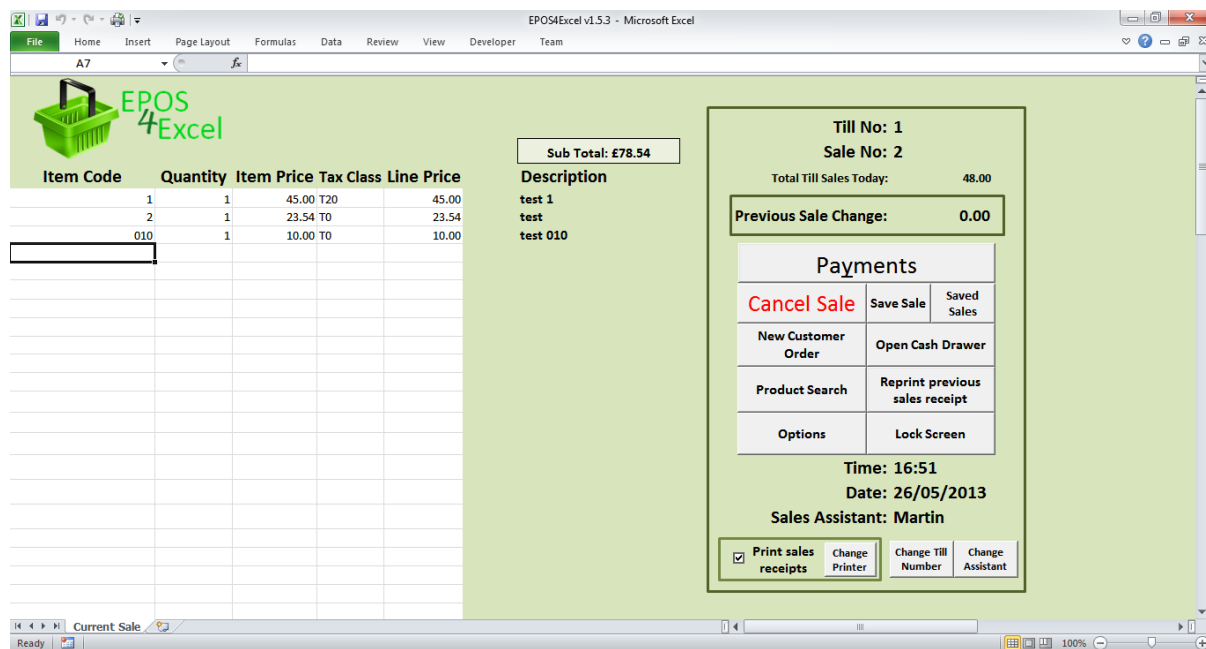 EPOS4Excel v1.5.3 - Microsoft Excel
File Home Insert Page Layout Formulas Data Review View Developer Team
A7 fx
EPOS
4Excel
Sub Total: £78.54
Item Code Quantity Item Price Tax Class Line Price Description
1 1 45.00 T20 45.00 test 1
2 1 23.54 T0 23.54 test
010 1 10.00 T0 10.00 test 010
Till No: 1
Sale No: 2
Total Till Sales Today: 48.00
Previous Sale Change: 0.00
Payments
Cancel Sale
Save Sale
Saved
Sales
New Customer
Order
Open Cash Drawer
Product Search
Reprint previous
sales receipt
Options
Lock Screen
Time: 16:51
Date: 26/05/2013
Sales Assistant: Martin
Print sales
receipts
Change
Printer
Change Till
Number
Change
Assistant
Current Sale
Ready 100%